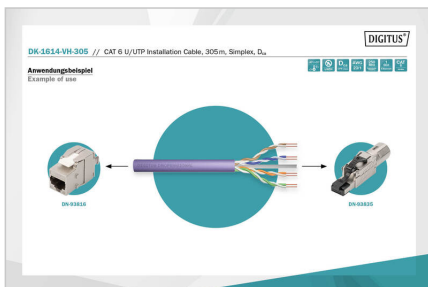 DIGITUS®
DK-1614-VH-305 // CAT 6 U/UTP Installation Cable, 305 m, Simplex, Dca
Anwendungsbeispiel
Example of use
DN-93616
DN-93635